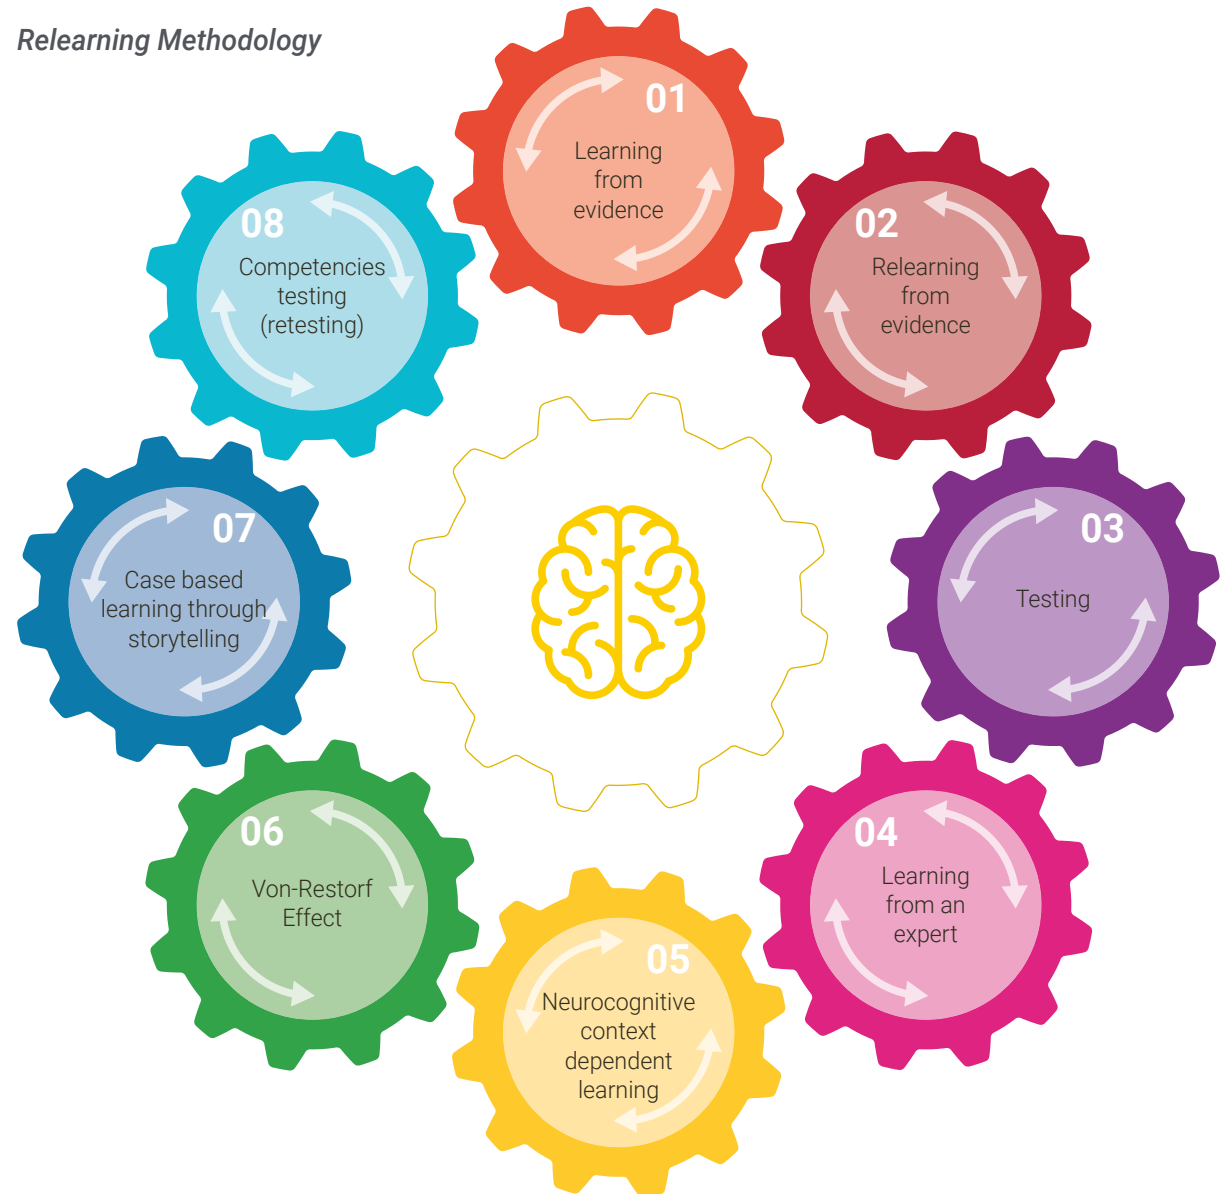 Relearning Methodology
01
Learning
from
evidence
02
Relearning
from
evidence
03
Testing
04
Learning
from an
expert
05
Neurocognitive
context
dependent
learning
06
Von-Restorf
Effect
07
Case based
learning through
storytelling
08
Competencies
testing
(retesting)